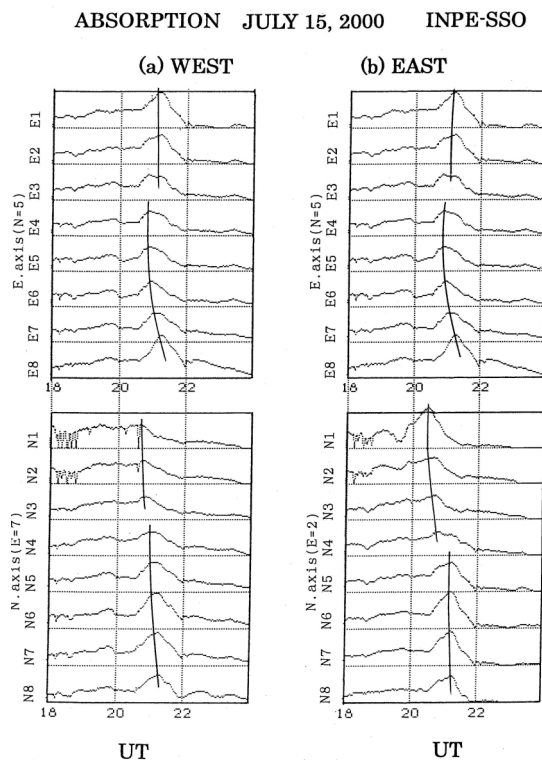 ABSORPTION JULY 15, 2000 INPE-SSO
(a) WEST
(b) EAST
E.axis(N=5)
E1
E2
E3
E4
E5
E6
E7
E8
18 20 22
E.axis(N=5)
E1
E2
E3
E4
E5
E6
E7
E8
18 20 22
N.axis(E=7)
N1
N2
N3
N4
N5
N6
N7
N8
18 20 22
UT
N.axis(E=2)
N1
N2
N3
N4
N5
N6
N7
N8
18 20 22
UT